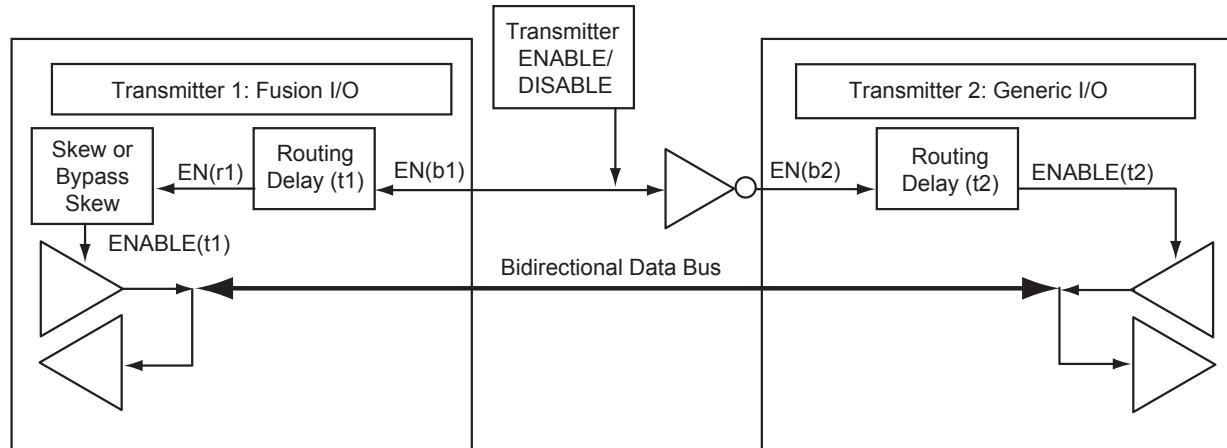 Transmitter
ENABLE/
DISABLE
Transmitter 1: Fusion I/O
Transmitter 2: Generic I/O
Skew or
Bypass
Skew
EN(r1)
Routing
Delay (t1)
EN(b1)
EN(b2)
Routing
Delay (t2)
ENABLE(t2)
ENABLE(t1)
Bidirectional Data Bus